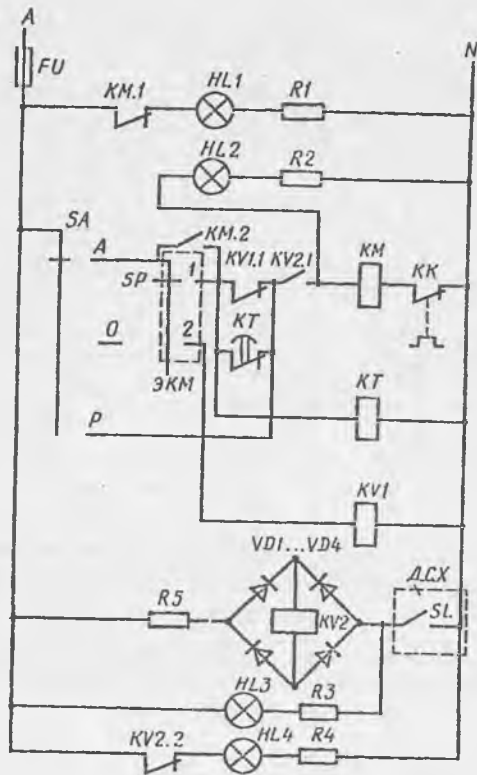 A
N
FU
KM.1
HL1
R1
HL2
R2
SA
A
KM.2
SP
1
KV1.1
KV2.1
KM
KK
KT
0
2
ЭКМ
KT
P
KV1
VD1...VD4
ДСХ
R5
KV2
SL
HL3
R3
KV2.2
HL4
R4